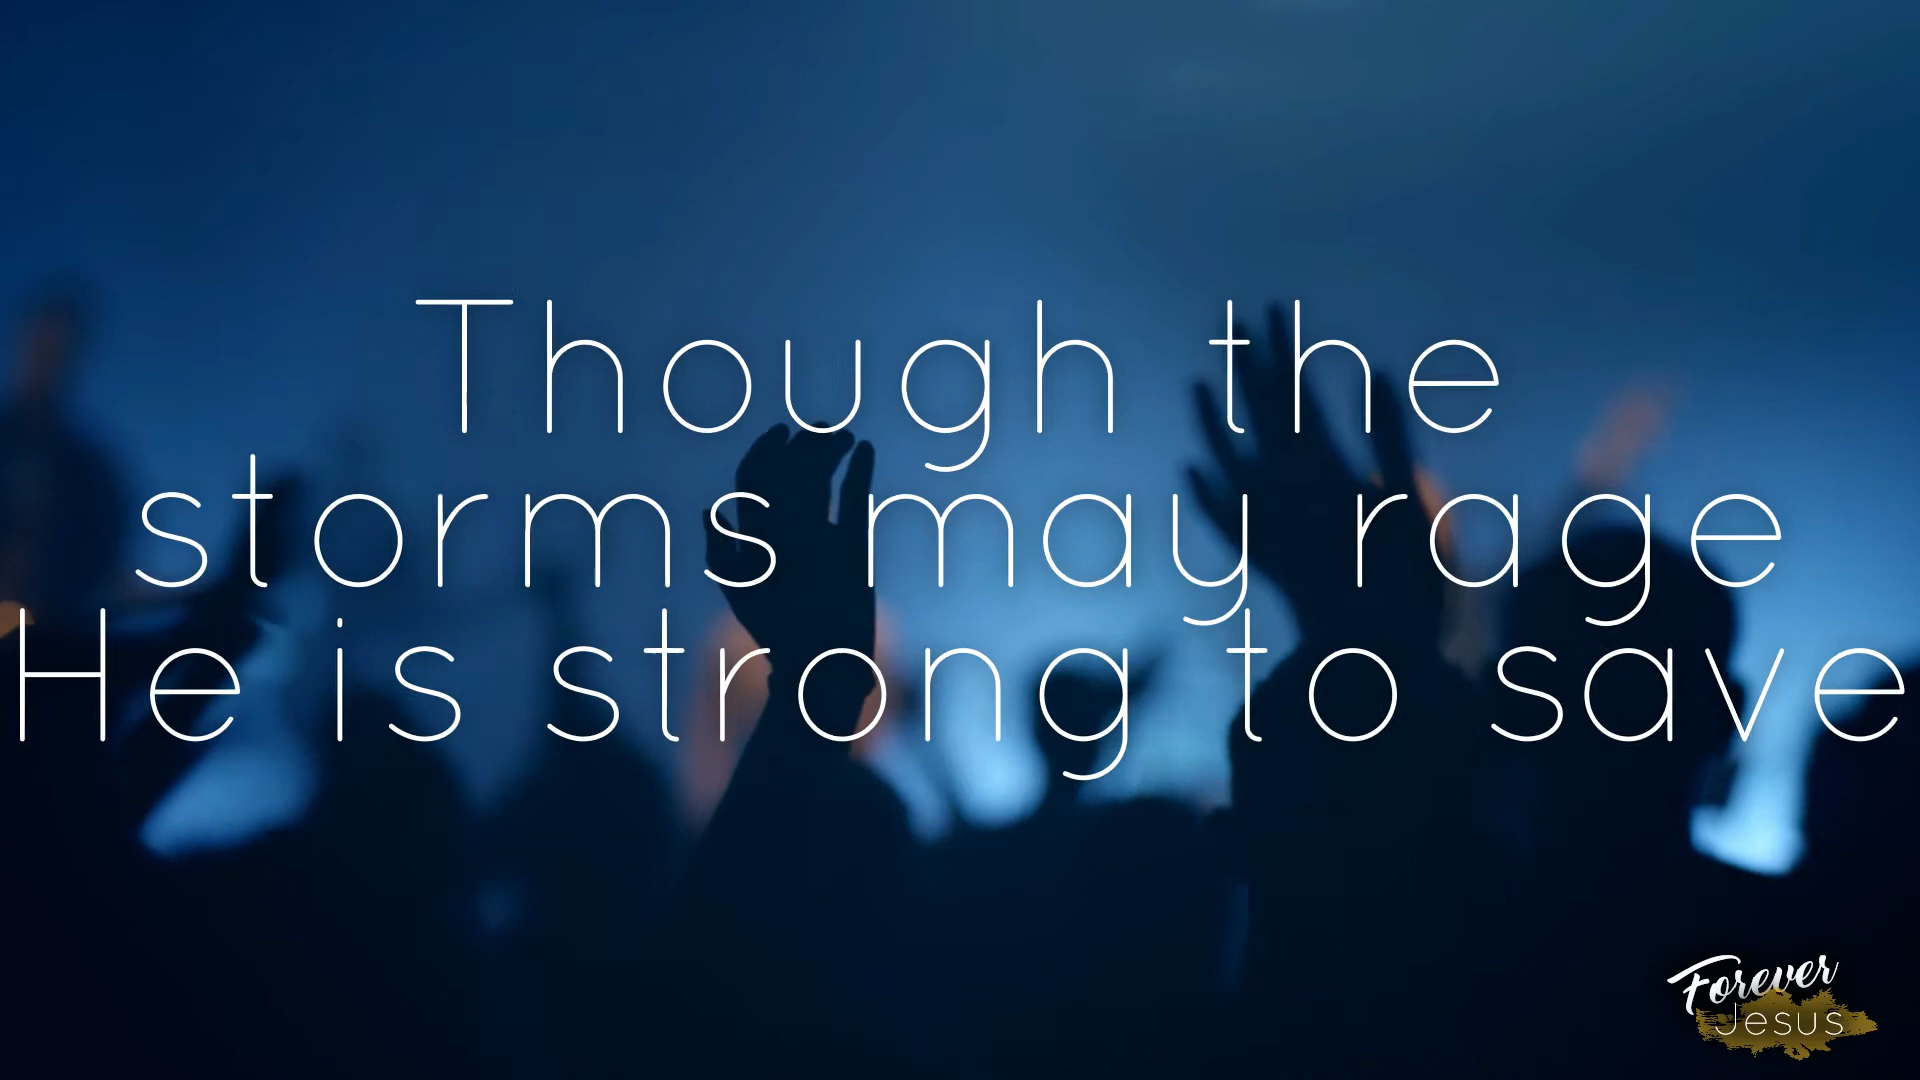 Though the
storms may rage
He is strong to save
Forever
Jesus